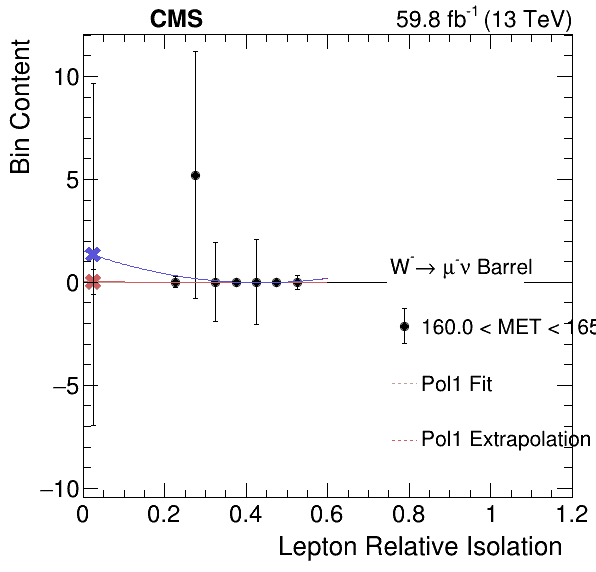 CMS 59.8 fb⁻¹ (13 TeV)
Bin Content
10
5
0
−5
−10
W⁻→ μ⁻ν Barrel
160.0 < MET < 165
Pol1 Fit
Pol1 Extrapolation
0 0.2 0.4 0.6 0.8 1 1.2
Lepton Relative Isolation